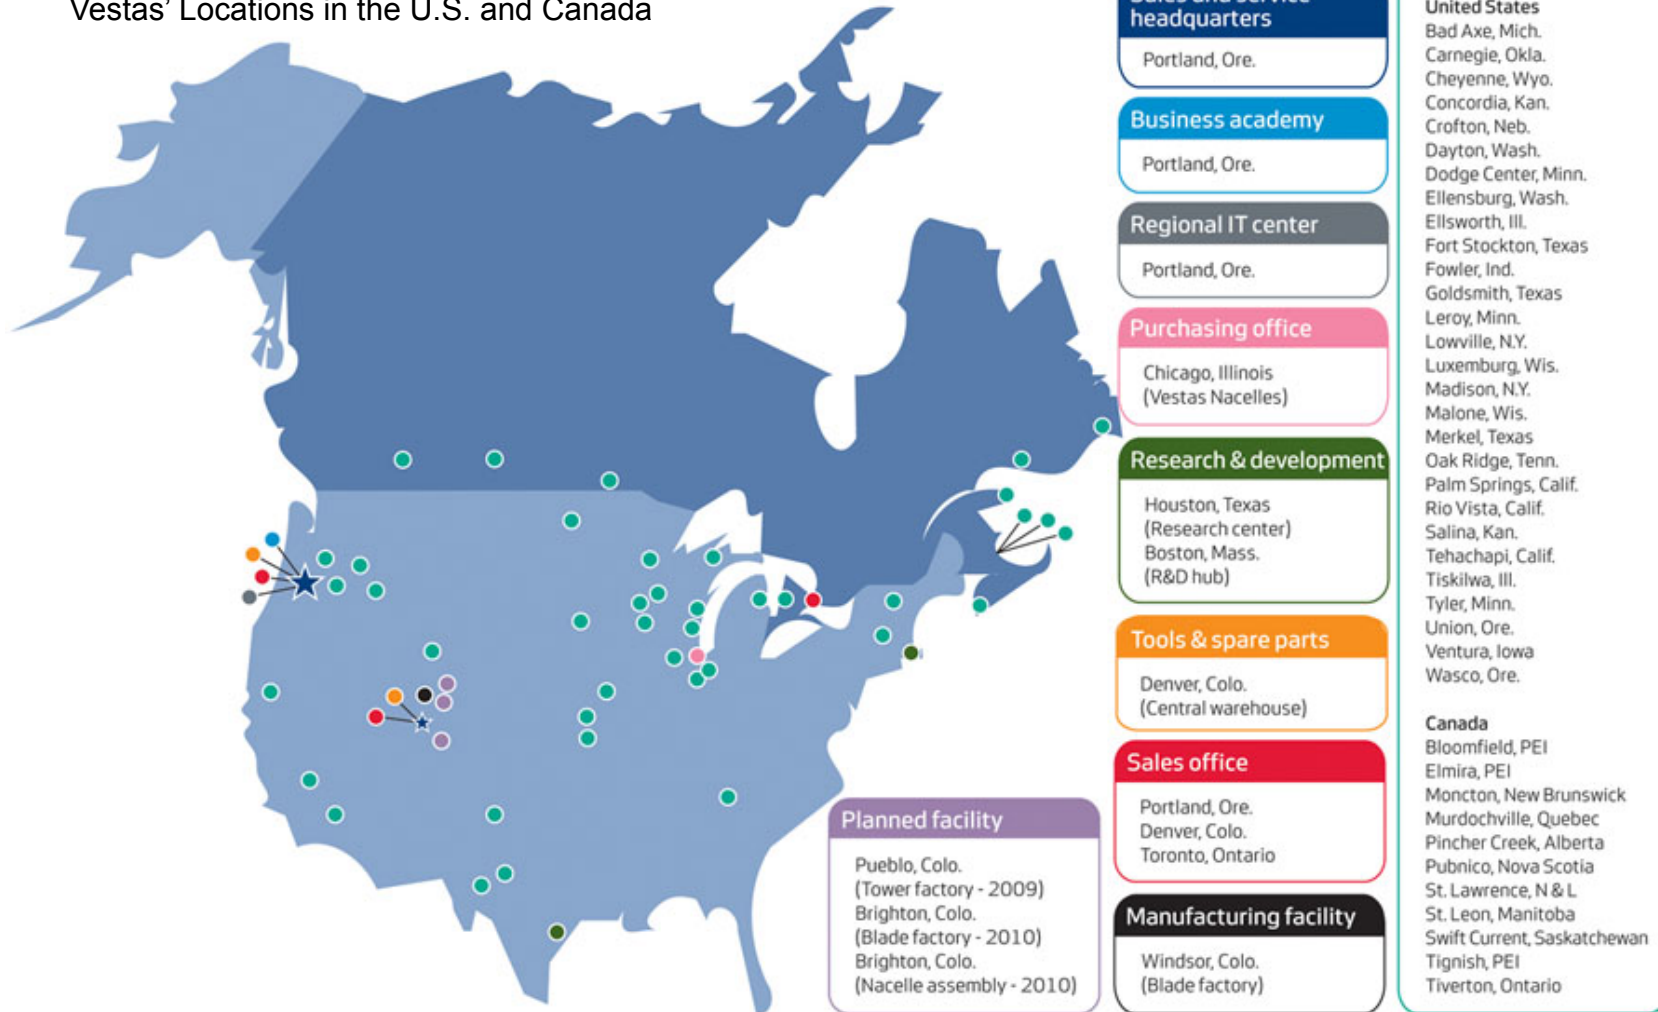 Vestas’ Locations in the U.S. and Canada
Sales and service
headquarters
Portland, Ore.
Business academy
Portland, Ore.
Regional IT center
Portland, Ore.
Purchasing office
Chicago, Illinois
(Vestas Nacelles)
Research & development
Houston, Texas
(Research center)
Boston, Mass.
(R&D hub)
Tools & spare parts
Denver, Colo.
(Central warehouse)
Sales office
Portland, Ore.
Denver, Colo.
Toronto, Ontario
Manufacturing facility
Windsor, Colo.
(Blade factory)
Planned facility
Pueblo, Colo.
(Tower factory - 2009)
Brighton, Colo.
(Blade factory - 2010)
Brighton, Colo.
(Nacelle assembly - 2010)
United States
Bad Axe, Mich.
Carnegie, Okla.
Cheyenne, Wyo.
Concordia, Kan.
Crofton, Neb.
Dayton, Wash.
Dodge Center, Minn.
Ellensburg, Wash.
Ellsworth, Ill.
Fort Stockton, Texas
Fowler, Ind.
Goldsmith, Texas
Leroy, Minn.
Lowville, N.Y.
Luxemburg, Wis.
Madison, N.Y.
Malone, Wis.
Merkel, Texas
Oak Ridge, Tenn.
Palm Springs, Calif.
Rio Vista, Calif.
Salina, Kan.
Tehachapi, Calif.
Tiskilwa, Ill.
Tyler, Minn.
Union, Ore.
Ventura, Iowa
Wasco, Ore.
Canada
Bloomfield, PEI
Elmira, PEI
Moncton, New Brunswick
Murdochville, Quebec
Pincher Creek, Alberta
Pubnico, Nova Scotia
St. Lawrence, N & L
St. Leon, Manitoba
Swift Current, Saskatchewan
Tignish, PEI
Tiverton, Ontario